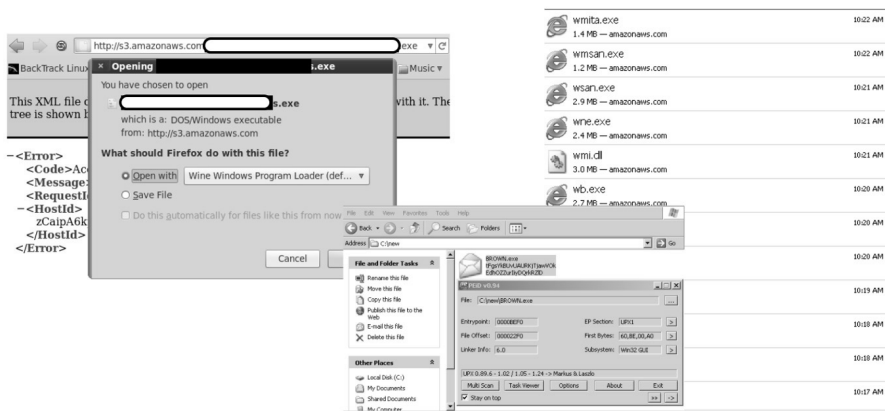 http://s3.amazonaws.com
exe
BackTrack Linux
Music
× Opening
s.exe
You have chosen to open
s.exe
which is a: DOS/Windows executable
from: http://s3.amazonaws.com
What should Firefox do with this file?
Open with
Wine Windows Program Loader (def...
Save File
Do this automatically for files like this from now
Cancel
This XML file
with it. The
tree is shown
−<Error>
<Code>
<Message>
<HostId>
</HostId>
</Error>
wmita.exe
1.4 MB — amazonaws.com
10:22 AM
wmsan.exe
1.2 MB — amazonaws.com
10:22 AM
wsan.exe
2.9 MB — amazonaws.com
10:21 AM
wne.exe
2.4 MB — amazonaws.com
10:21 AM
wmi.dl
3.0 MB — amazonaws.com
10:21 AM
wb.exe
2.7 MB — amazonaws.com
10:20 AM
10:20 AM
10:20 AM
10:19 AM
10:18 AM
10:18 AM
10:17 AM
File Edit View Favorites Tools Help
Back Search Folders
Address C:\new Go
File and Folder Tasks
Rename this file
Move this file
Copy this file
Publish this file to the
Web
E-mail this file
Delete this file
Other Places
Local Disk (C:)
My Documents
Shared Documents
My Computer
BROWN.exe
PEiD v0.94
File: C:\new\BROWN.exe
Entrypoint: 0000BEF0
EP Section: UPX1 >
File Offset: 000022F0
First Bytes: 60,BE,00,A0 >
Linker Info: 6.0
Subsystem: Win32 GUI >
UPX 0.89.6 - 1.02 / 1.05 - 1.24 -> Markus & Laszlo
Multi Scan Task Viewer Options About Exit
Stay on top >> ->